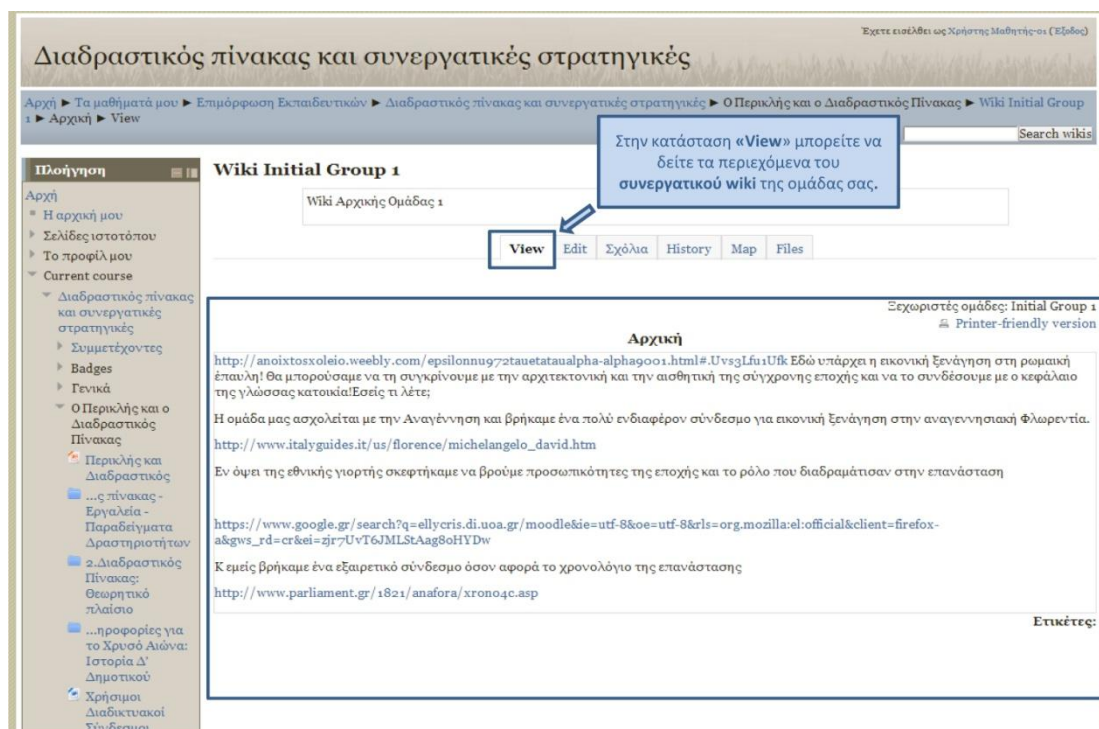 Έχετε εισέλθει ως Χρήστης Μαθητής-01 (Έξοδος)
Διαδραστικός πίνακας και συνεργατικές στρατηγικές
Αρχή ► Τα μαθήματά μου ► Επιμόρφωση Εκπαιδευτικών ► Διαδραστικός πίνακας και συνεργατικές στρατηγικές ► Ο Περικλής και ο Διαδραστικός Πίνακας ► Wiki Initial Group
1 ► Αρχική ► View
Search wikis
Στην κατάσταση «View» μπορείτε να
δείτε τα περιεχόμενα του
συνεργατικού wiki της ομάδας σας.
Πλοήγηση
Αρχή
Η αρχική μου
Σελίδες ιστοτόπου
Το προφίλ μου
Current course
Διαδραστικός πίνακας
και συνεργατικές
στρατηγικές
Συμμετέχοντες
Badges
Γενικά
Ο Περικλής και ο
Διαδραστικός
Πίνακας
Περικλής και
Διαδραστικός
...ς πίνακας -
Εργαλεία -
Παραδείγματα
Δραστηριοτήτων
2.Διαδραστικός
Πίνακας:
Θεωρητικό
πλαίσιο
...ηροφορίες για
το Χρυσό Αιώνα:
Ιστορία Δ'
Δημοτικού
Χρήσιμοι
Διαδικτυακοί
Σύνδεσμοι
Wiki Initial Group 1
Wiki Αρχικής Ομάδας 1
View Edit Σχόλια History Map Files
Ξεχωριστές ομάδες: Initial Group 1
Printer-friendly version
Αρχική
http://anoixtosxoleio.weebly.com/epsilonnu972tauetataualpha-alpha9001.html#.Uvs3Lfu1Ufk Εδώ υπάρχει η εικονική ξενάγηση στη ρωμαική
έπαυλη! Θα μπορούσαμε να τη συγκρίνουμε με την αρχιτεκτονική και την αισθητική της σύγχρονης εποχής και να το συνδέσουμε με ο κεφάλαιο
της γλώσσας κατοικία!Εσείς τι λέτε;
Η ομάδα μας ασχολείται με την Αναγέννηση και βρήκαμε ένα πολύ ενδιαφέρον σύνδεσμο για εικονική ξενάγηση στην αναγεννησιακή Φλωρεντία.
http://www.italyguides.it/us/florence/michelangelo_david.htm
Εν όψει της εθνικής γιορτής σκεφτήκαμε να βρούμε προσωπικότητες της εποχής και το ρόλο που διαδραμάτισαν στην επανάσταση
https://www.google.gr/search?q=ellycris.di.uoa.gr/moodle&ie=utf-8&oe=utf-8&rls=org.mozilla:el:official&client=firefox-
a&gws_rd=cr&ei=zjr7UvT6JMLStAag80HYDw
Κ εμείς βρήκαμε ένα εξαιρετικό σύνδεσμο όσον αφορά το χρονολόγιο της επανάστασης
http://www.parliament.gr/1821/anafora/xrono4c.asp
Ετικέτες: